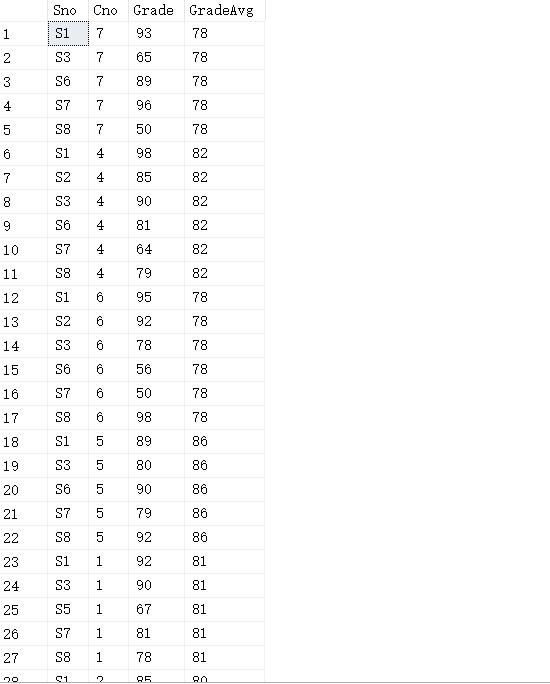 Sno Cno Grade GradeAvg
1 S1 7 93 78
2 S3 7 65 78
3 S6 7 89 78
4 S7 7 96 78
5 S8 7 50 78
6 S1 4 98 82
7 S2 4 85 82
8 S3 4 90 82
9 S6 4 81 82
10 S7 4 64 82
11 S8 4 79 82
12 S1 6 95 78
13 S2 6 92 78
14 S3 6 78 78
15 S6 6 56 78
16 S7 6 50 78
17 S8 6 98 78
18 S1 5 89 86
19 S3 5 80 86
20 S6 5 90 86
21 S7 5 79 86
22 S8 5 92 86
23 S1 1 92 81
24 S3 1 90 81
25 S5 1 67 81
26 S7 1 81 81
27 S8 1 78 81
28 S1 2 85 80